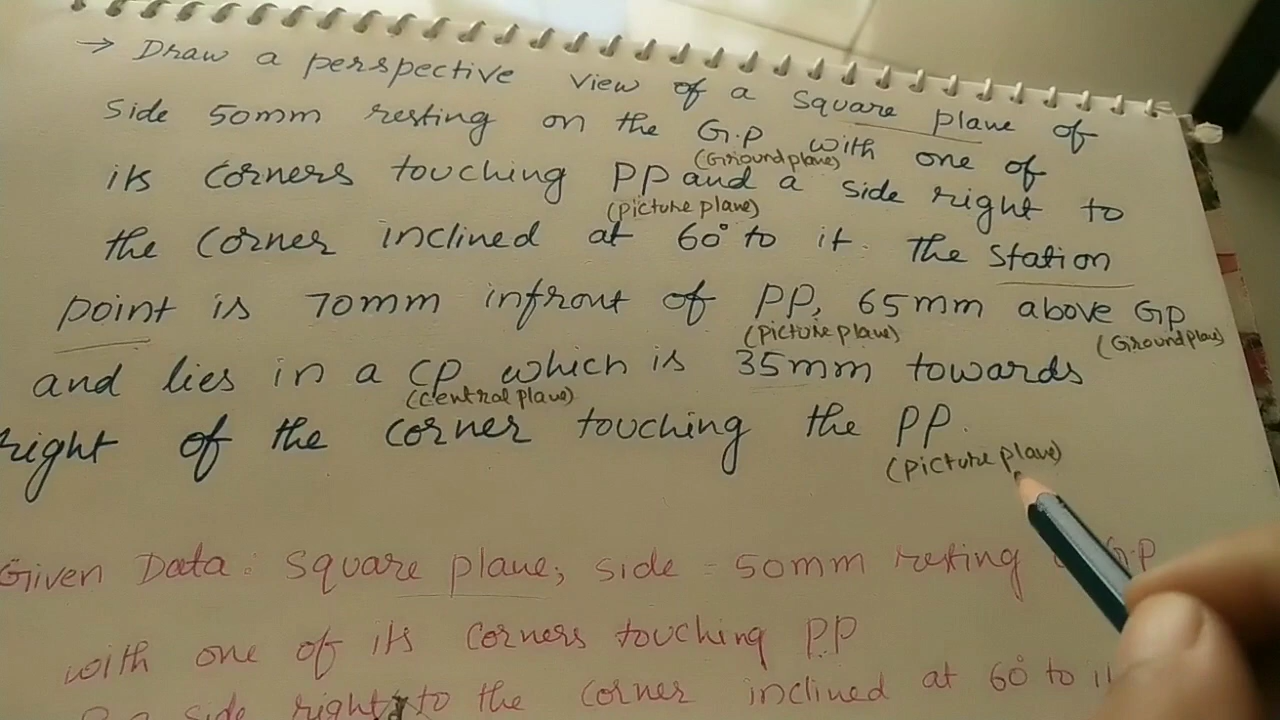 → Draw a perspective view of a square plane of
side 50mm resting on the G.P with one of
(Groundplane)
its corners touching PP and a side right to
(picture plane)
the corner inclined at 60° to it. The station
point is 70mm infront of PP, 65mm above GP
(picture plane) (Ground plane)
and lies in a CP which is 35mm towards
(central plane)
right of the corner touching the PP.
(picture plane)
Given Data: Square plane; side = 50mm resting G.P
with one of its corners touching P.P
side right to the corner inclined at 60° to it